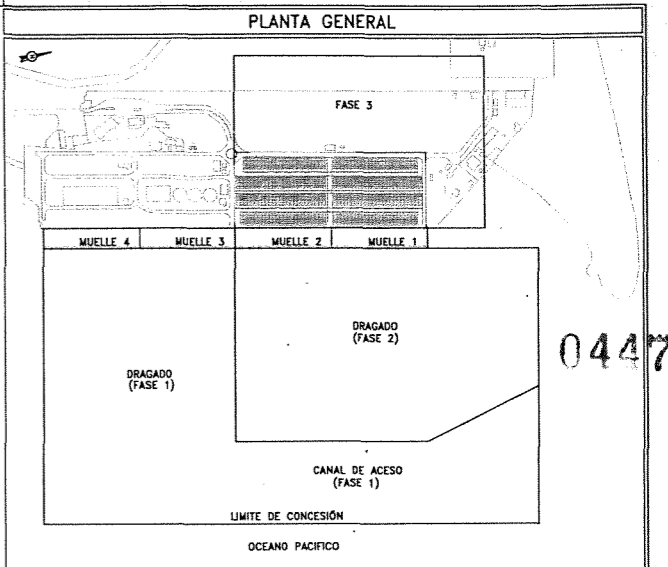 PLANTA GENERAL
FASE 3
MUELLE 4
MUELLE 3
MUELLE 2
MUELLE 1
DRAGADO
(FASE 2)
0447
DRAGADO
(FASE 1)
CANAL DE ACESO
(FASE 1)
LIMITE DE CONCESIÓN
OCEANO PACIFICO